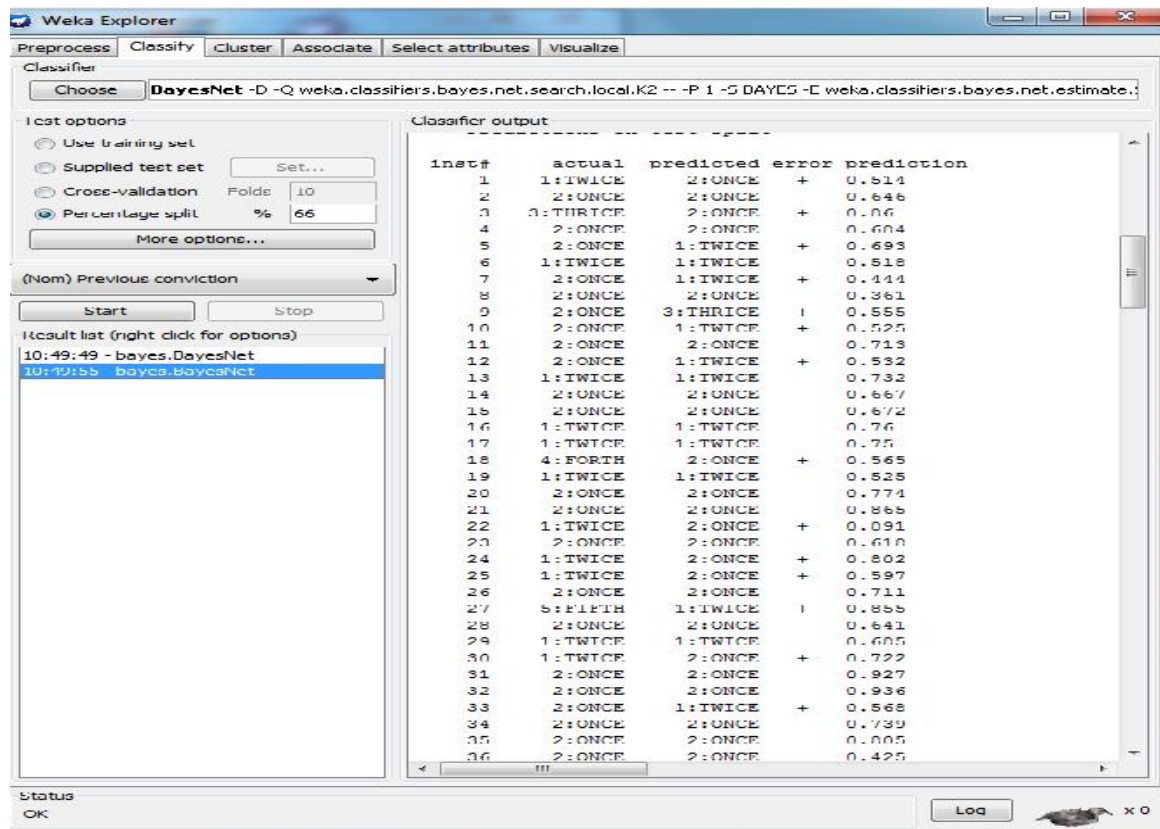 Weka Explorer
Preprocess Classify Cluster Associate Select attributes Visualize
Classifier
Choose BayesNet -D -Q weka.classifiers.bayes.net.search.local.K2 -- -P 1 -S BAYES -E weka.classifiers.bayes.net.estimate.
Test options
Use training set
Supplied test set Set...
Cross-validation Folds 10
Percentage split % 66
More options...
(Nom) Previous conviction
Start Stop
Result list (right click for options)
10:49:49 - bayes.BayesNet
10:49:55 - bayes.BayesNet
Classifier output
inst# actual predicted error prediction
1 1:TWICE 2:ONCE + 0.514
2 2:ONCE 2:ONCE 0.646
3 3:THRICE 2:ONCE + 0.86
4 2:ONCE 2:ONCE 0.684
5 2:ONCE 1:TWICE + 0.693
6 1:TWICE 1:TWICE 0.518
7 2:ONCE 1:TWICE + 0.444
8 2:ONCE 2:ONCE 0.361
9 2:ONCE 3:THRICE + 0.555
10 2:ONCE 1:TWICE + 0.525
11 2:ONCE 2:ONCE 0.713
12 2:ONCE 1:TWICE + 0.532
13 1:TWICE 1:TWICE 0.732
14 2:ONCE 2:ONCE 0.667
15 2:ONCE 2:ONCE 0.672
16 1:TWICE 1:TWICE 0.76
17 1:TWICE 1:TWICE 0.75
18 4:FORTH 2:ONCE + 0.565
19 1:TWICE 1:TWICE 0.525
20 2:ONCE 2:ONCE 0.774
21 2:ONCE 2:ONCE 0.865
22 1:TWICE 2:ONCE +
23 2:ONCE 2:ONCE
24 1:TWICE 2:ONCE + 0.802
25 1:TWICE 2:ONCE + 0.597
26 2:ONCE 2:ONCE 0.711
27 5:FIFTH 1:TWICE + 0.855
28 2:ONCE 2:ONCE 0.641
29 1:TWICE 1:TWICE
30 1:TWICE 2:ONCE + 0.722
31 2:ONCE 2:ONCE 0.927
32 2:ONCE 2:ONCE 0.936
33 2:ONCE 1:TWICE + 0.568
34 2:ONCE 2:ONCE 0.739
35 2:ONCE 2:ONCE
36 2:ONCE 2:ONCE 0.425
Status
OK
Log
x 0